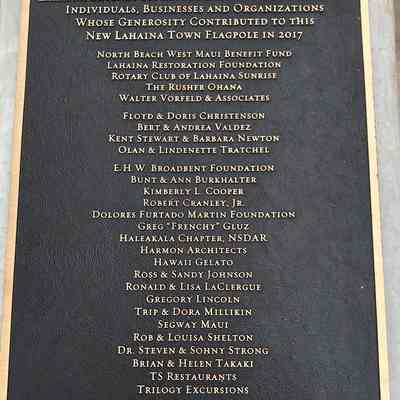 Individuals, Businesses and Organizations
Whose Generosity Contributed to this
New Lahaina Town Flagpole in 2017
North Beach West Maui Benefit Fund
Lahaina Restoration Foundation
Rotary Club of Lahaina Sunrise
The Rusher Ohana
Walter Vorfeld & Associates
Floyd & Doris Christenson
Bert & Andrea Valdez
Kent Stewart & Barbara Newton
Olan & Lindenette Tratchel
E.H.W. Broadbent Foundation
Bunt & Ann Burkhalter
Kimberly L. Cooper
Robert Cranley, Jr.
Dolores Furtado Martin Foundation
Greg "Frenchy" Gluz
Haleakala Chapter, NSDAR
Harmon Architects
Hawaii Gelato
Ross & Sandy Johnson
Ronald & Lisa LaClergue
Gregory Lincoln
Trip & Dora Millikin
Segway Maui
Rob & Louisa Shelton
Dr. Steven & Sohny Strong
Brian & Helen Takaki
TS Restaurants
Trilogy Excursions